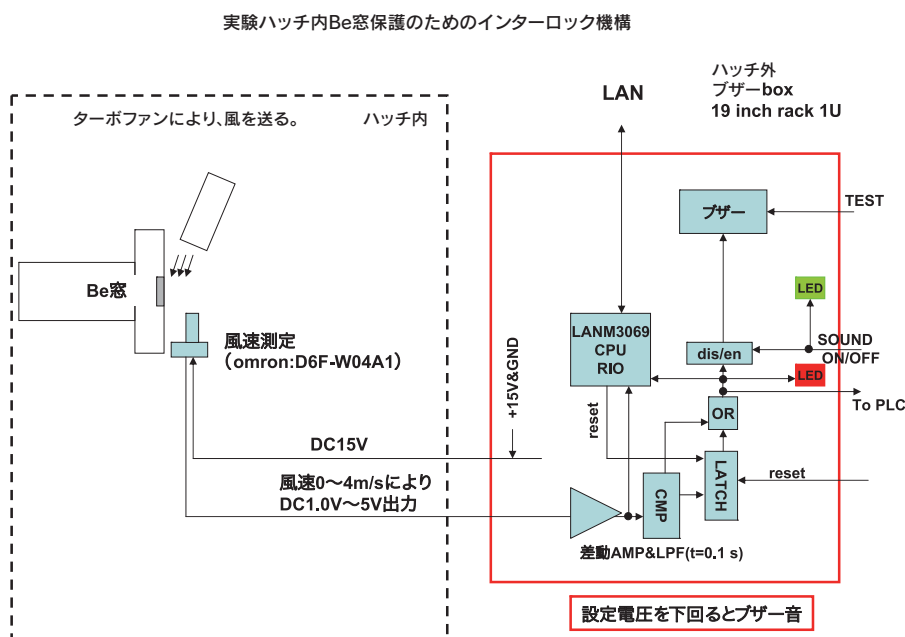 実験ハッチ内Be窓保護のためのインターロック機構
ターボファンにより、風を送る。
ハッチ内
LAN
ハッチ外
ブザーbox
19 inch rack 1U
Be窓
風速測定
（omron:D6F-W04A1）
DC15V
風速0～4m/sにより
DC1.0V～5V出力
+15V&GND
ブザー
TEST
LED
LANM3069
CPU
RIO
dis/en
SOUND
ON/OFF
LED
To PLC
OR
reset
CMP
LATCH
reset
差動AMP&LPF(t=0.1 s)
設定電圧を下回るとブザー音